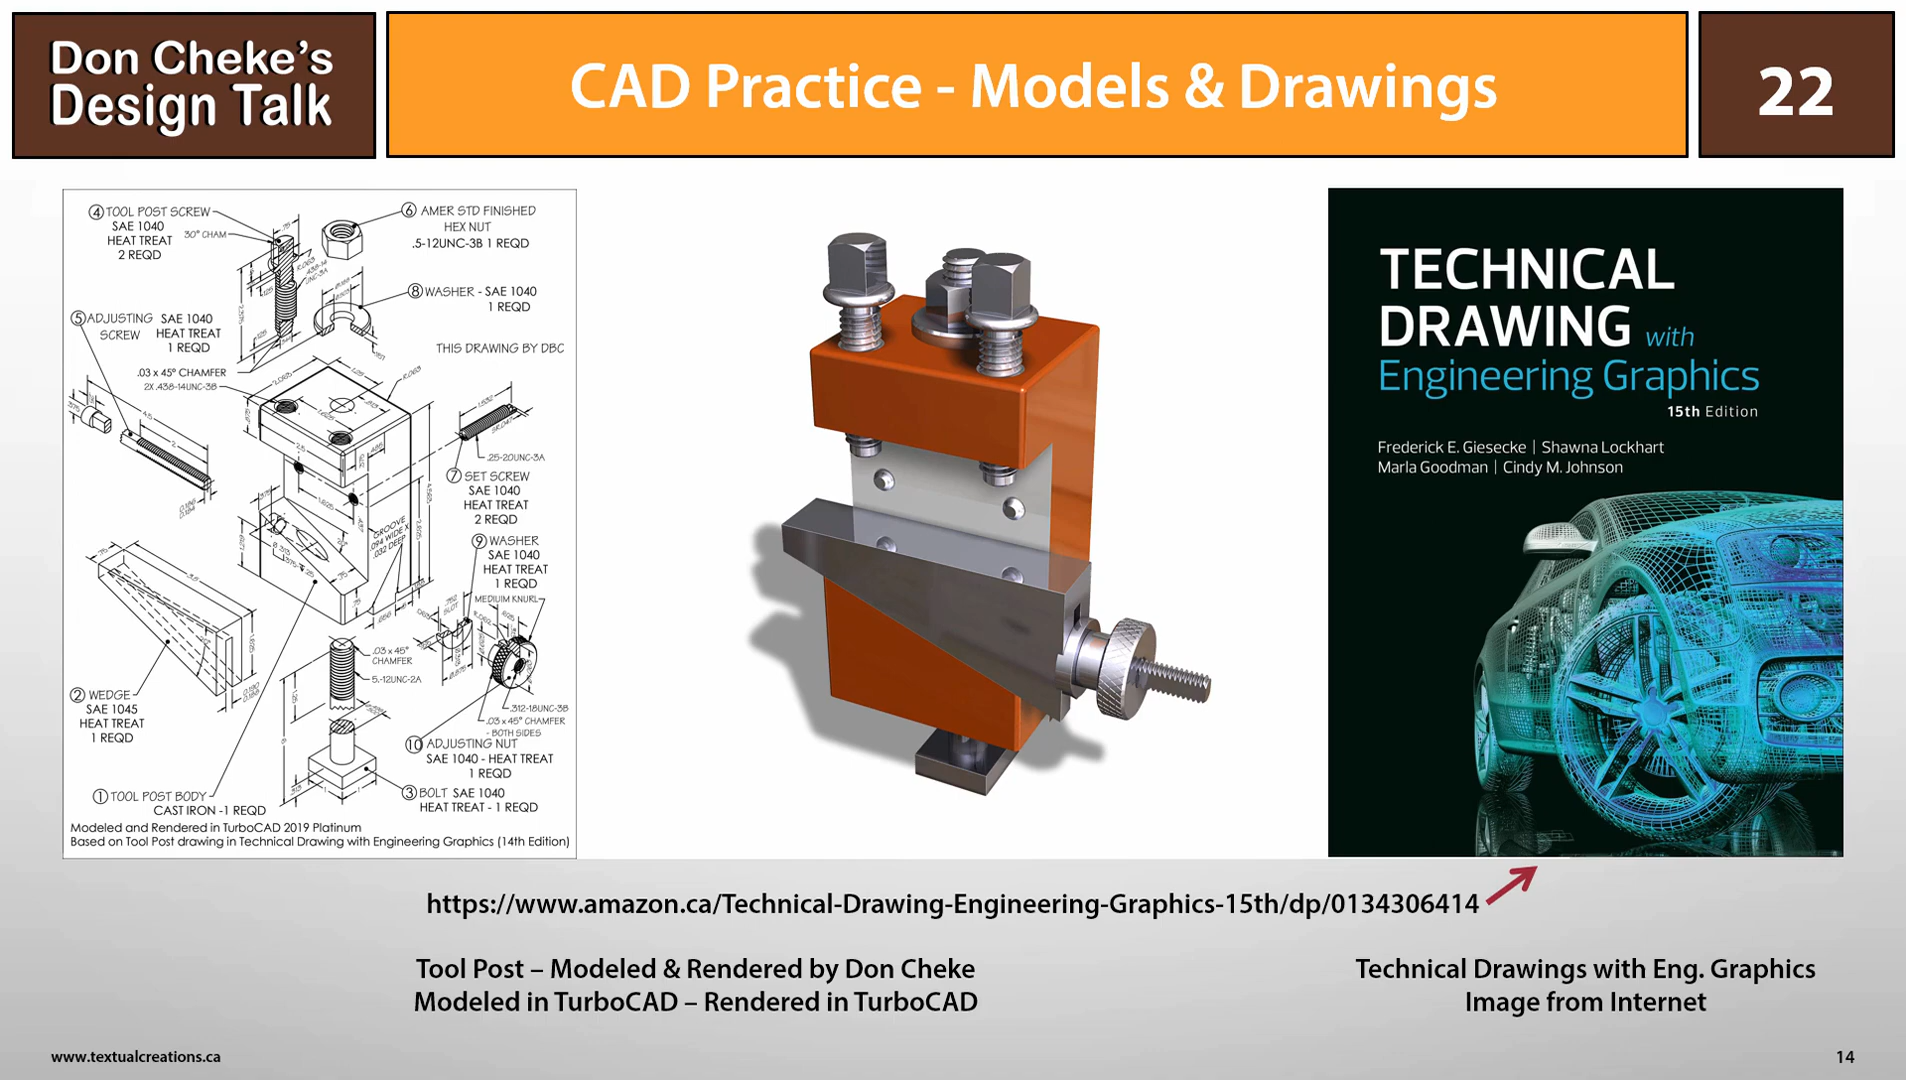 Don Cheke's
Design Talk
CAD Practice - Models & Drawings
22
④ TOOL POST SCREW
SAE 1040
HEAT TREAT
2 REQD
30° CHAM
⑥ AMER STD FINISHED
HEX NUT
.5-12UNC-3B 1 REQD
⑧ WASHER - SAE 1040
1 REQD
⑤ ADJUSTING SAE 1040
SCREW HEAT TREAT
1 REQD
THIS DRAWING BY DBC
.03 x 45° CHAMFER
2X .438-14UNC-3B
.25-20UNC-3A
⑦ SET SCREW
SAE 1040
HEAT TREAT
2 REQD
GROOVE
.094 WIDE X
.032 DEEP
⑨ WASHER
SAE 1040
HEAT TREAT
1 REQD
MEDIUM KNURL
.03 x 45°
CHAMFER
5.-12UNC-2A
② WEDGE
SAE 1045
HEAT TREAT
1 REQD
.312-18UNC-3B
.03 x 45° CHAMFER
- BOTH SIDES
⑩ ADJUSTING NUT
SAE 1040 - HEAT TREAT
1 REQD
① TOOL POST BODY
CAST IRON -1 REQD
③ BOLT SAE 1040
HEAT TREAT - 1 REQD
Modeled and Rendered in TurboCAD 2019 Platinum
Based on Tool Post drawing in Technical Drawing with Engineering Graphics (14th Edition)
TECHNICAL
DRAWING with
Engineering Graphics
15th Edition
Frederick E. Giesecke | Shawna Lockhart
Marla Goodman | Cindy M. Johnson
https://www.amazon.ca/Technical-Drawing-Engineering-Graphics-15th/dp/0134306414
Tool Post – Modeled & Rendered by Don Cheke
Modeled in TurboCAD – Rendered in TurboCAD
Technical Drawings with Eng. Graphics
Image from Internet
www.textualcreations.ca
14